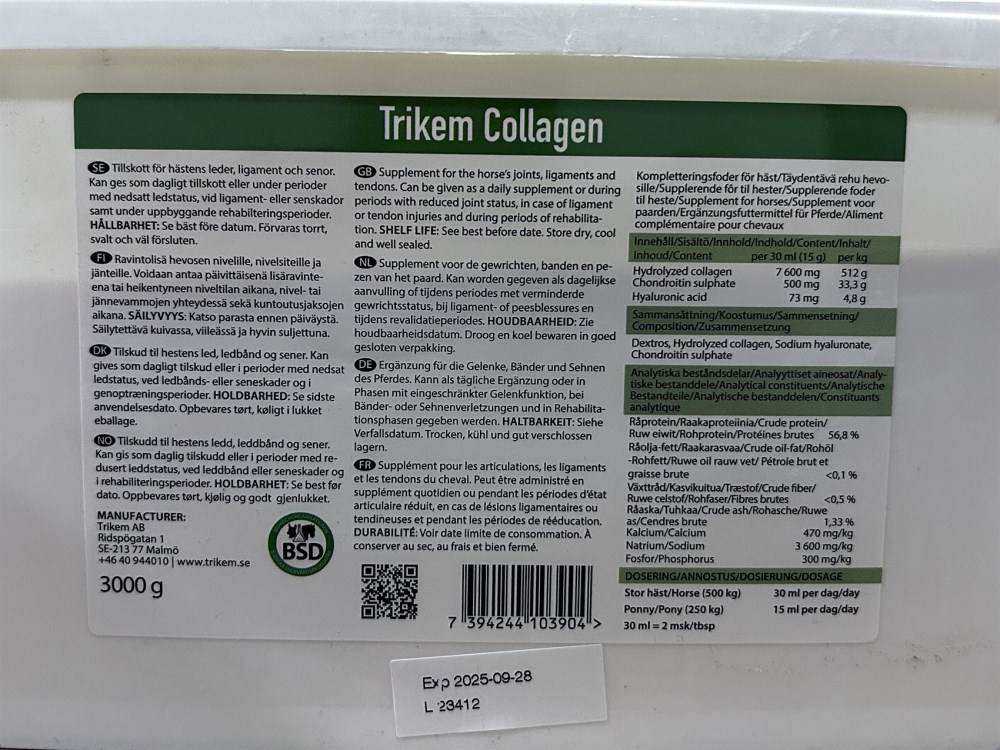 Trikem Collagen
SE Tillskott för hästens leder, ligament och senor.
Kan ges som dagligt tillskott eller under perioder
med nedsatt ledstatus, vid ligament- eller senskador
samt under uppbyggande rehabiltieringsperioder.
HÅLLBARHET: Se bäst före datum. Förvaras torrt,
svalt och väl försluten.
FI Ravintolisä hevosen nivelille, nivelsiteille ja
jänteille. Voidaan antaa päivittäisenä lisäravinte-
ena tai heikentyneen niveltilan aikana, nivel- tai
jännevammojen yhteydessä sekä kuntoutusjaksojen
aikana. SÄILYVYYS: Katso parasta ennen päiväystä.
Säilytettävä kuivassa, viileässä ja hyvin suljettuna.
DK Tilskud til hestens led, ledbånd og sener. Kan
gives som dagligt tilskud eller i perioder med nedsat
ledstatus, ved ledbånds- eller seneskader og i
genoptræningsperioder. HOLDBARHED: Se sidste
anvendelsesdato. Opbevares tørt, køligt i lukket
eballage.
NO Tilskudd til hestens ledd, leddbånd og sener.
Kan gis som daglig tilskudd eller i perioder med re-
dusert leddstatus, ved leddbånd eller seneskader og
i rehabiliteringsperioder. HOLDBARHET: Se best før
dato. Oppbevares tørt, kjølig og godt gjenlukket.
MANUFACTURER:
Trikem AB
Ridspögatan 1
SE-213 77 Malmö
+46 40 944010 | www.trikem.se
3000 g
BSD
GB Supplement for the horse's joints, ligaments and
tendons. Can be given as a daily supplement or during
periods with reduced joint status, in case of ligament
or tendon injuries and during periods of rehabilita-
tion. SHELF LIFE: See best before date. Store dry, cool
and well sealed.
NL Supplement voor de gewrichten, banden en pe-
zen van het paard. Kan worden gegeven als dagelijkse
aanvulling of tijdens periodes met verminderde
gewrichtsstatus, bij ligament- of peesblessures en
tijdens revalidatieperiodes. HOUDBAARHEID: Zie
houdbaarheidsdatum. Droog en koel bewaren in goed
gesloten verpakking.
DE Ergänzung für die Gelenke, Bänder und Sehnen
des Pferdes. Kann als tägliche Ergänzung oder in
Phasen mit eingeschränkter Gelenkfunktion, bei
Bänder- oder Sehnenverletzungen und in Rehabilita-
tionsphasen gegeben werden. HALTBARKEIT: Siehe
Verfallsdatum. Trocken, kühl und gut verschlossen
lagern.
FR Supplément pour les articulations, les ligaments
et les tendons du cheval. Peut être administré en
supplément quotidien ou pendant les périodes d'état
articulaire réduit, en cas de lésions ligamentaires ou
tendineuses et pendant les périodes de rééducation.
DURABILITÉ: Voir date limite de consommation. À
conserver au sec, au frais et bien fermé.
7 394244 103904 >
Kompletteringsfoder för häst/Täydentävä rehu hevo-
sille/Supplerende fôr til hester/Supplerende foder
til heste/Supplement for horses/Supplement voor
paarden/Ergänzungsfuttermittel für Pferde/Aliment
complémentaire pour chevaux
Innehåll/Sisältö/Innhold/Indhold/Content/Inhalt/
Inhoud/Content per 30 ml (15 g) per kg
Hydrolyzed collagen 7 600 mg 512 g
Chondroitin sulphate 500 mg 33,3 g
Hyaluronic acid 73 mg 4,8 g
Sammansättning/Koostumus/Sammensetning/
Composition/Zusammensetzung
Dextros, Hydrolyzed collagen, Sodium hyaluronate,
Chondroitin sulphate
Analytiska beståndsdelar/Analyyttiset aineosat/Analy-
tiske bestanddele/Analytical constituents/Analytische
Bestandteile/Analytische bestanddelen/Constituants
analytique
Råprotein/Raakaproteiinia/Crude protein/
Ruw eiwit/Rohprotein/Protéines brutes 56,8 %
Råolja-fett/Raakarasvaa/Crude oil-fat/Rohöl
-Rohfett/Ruwe oil rauw vet/ Pétrole brut et
graisse brute <0,1 %
Växttråd/Kasvikuitua/Træstof/Crude fiber/
Ruwe celstof/Rohfaser/Fibres brutes <0,5 %
Råaska/Tuhkaa/Crude ash/Rohasche/Ruwe
as/Cendres brute 1,33 %
Kalcium/Calcium 470 mg/kg
Natrium/Sodium 3 600 mg/kg
Fosfor/Phosphorus 300 mg/kg
DOSERING/ANNOSTUS/DOSIERUNG/DOSAGE
Stor häst/Horse (500 kg) 30 ml per dag/day
Ponny/Pony (250 kg) 15 ml per dag/day
30 ml = 2 msk/tbsp
Exp 2025-09-28
L 23412